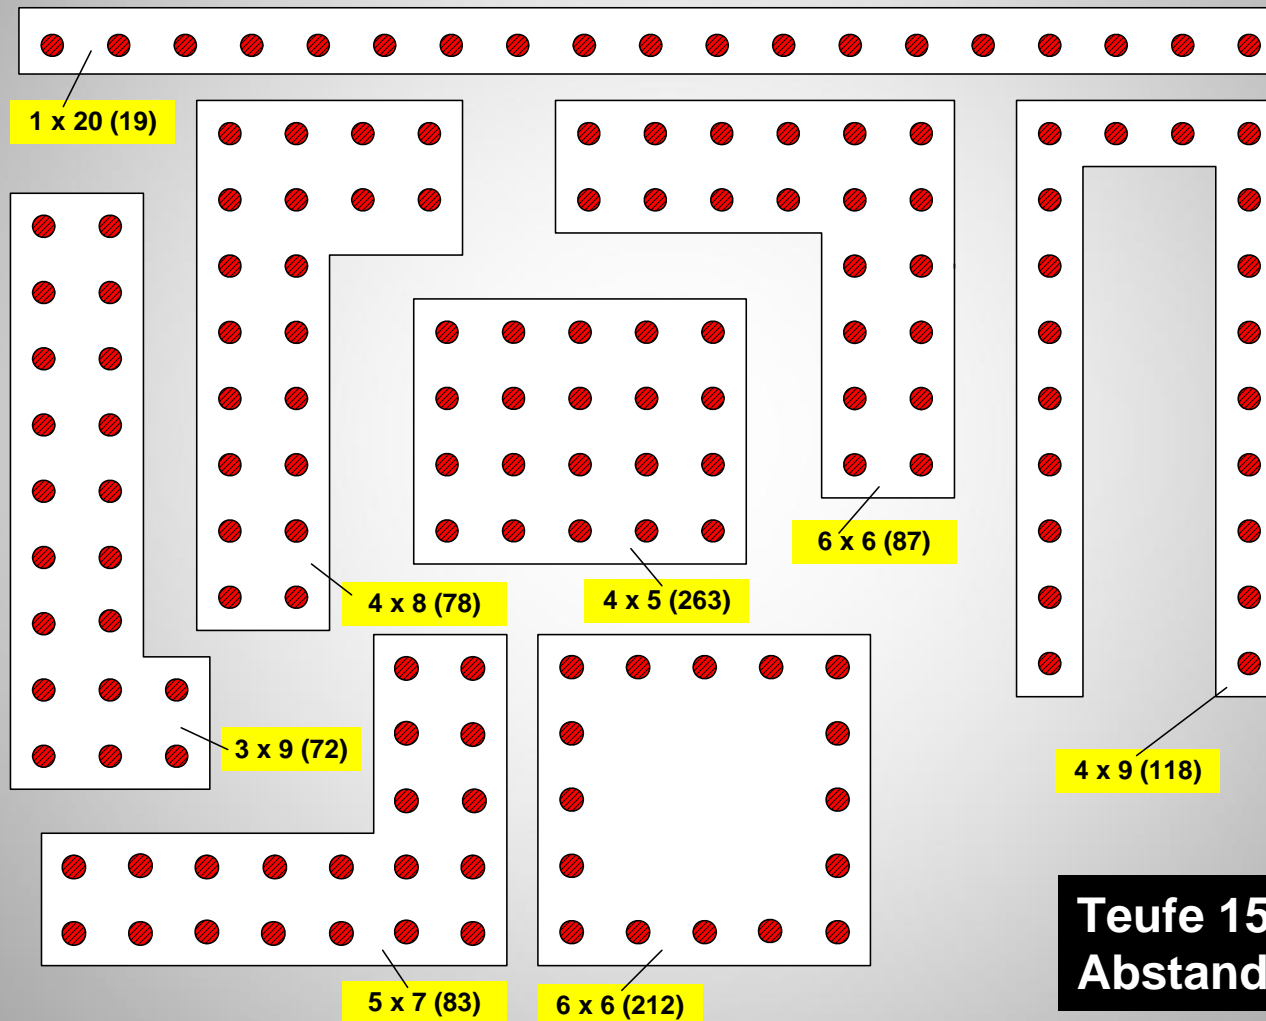 1 x 20 (19)
4 x 8 (78)
4 x 5 (263)
6 x 6 (87)
3 x 9 (72)
4 x 9 (118)
5 x 7 (83)
6 x 6 (212)
Teufe 15
Abstand